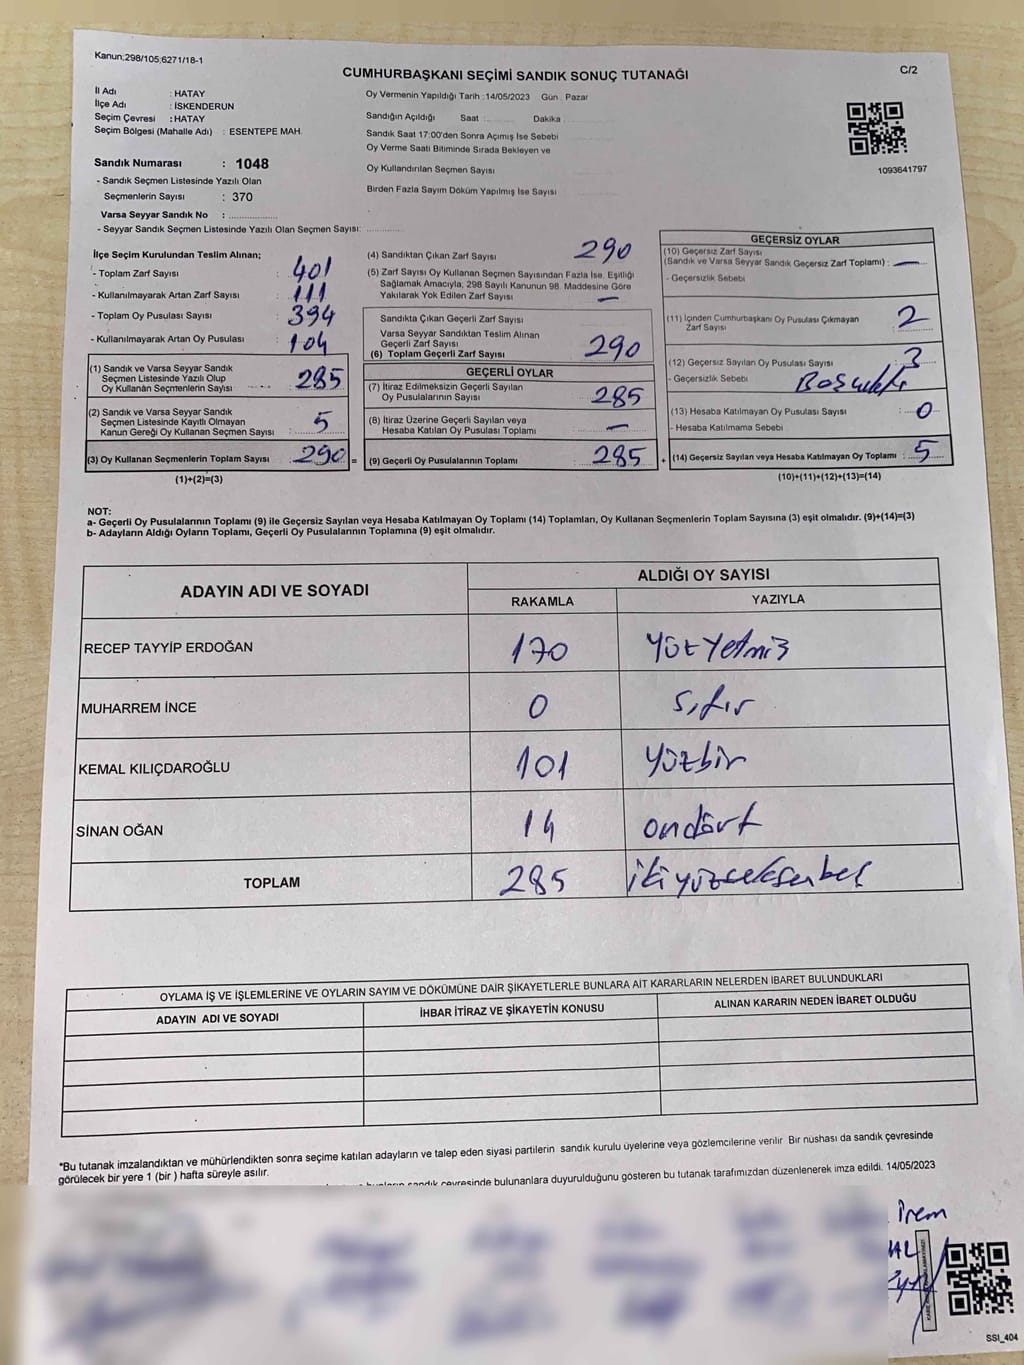 Kanun;298/105;6271/18-1
CUMHURBAŞKANI SEÇİMİ SANDIK SONUÇ TUTANAĞI
C/2
İl Adı : HATAY
İlçe Adı : İSKENDERUN
Seçim Çevresi : HATAY
Seçim Bölgesi (Mahalle Adı) : ESENTEPE MAH.
Sandık Numarası : 1048
- Sandık Seçmen Listesinde Yazılı Olan
Seçmenlerin Sayısı : 370
Varsa Seyyar Sandık No : ..................
- Seyyar Sandık Seçmen Listesinde Yazılı Olan Seçmen Sayısı: ............
Oy Vermenin Yapıldığı Tarih :14/05/2023 Gün : Pazar
Sandığın Açıldığı Saat : Dakika
Sandık Saat 17:00'den Sonra Açımış İse Sebebi
Oy Verme Saati Bitiminde Sırada Bekleyen ve
Oy Kullandırılan Seçmen Sayısı
Birden Fazla Sayım Döküm Yapılmış İse Sayısı
1093641797
İlçe Seçim Kurulundan Teslim Alınan;
- Toplam Zarf Sayısı : 401
- Kullanılmayarak Artan Zarf Sayısı : 111
- Toplam Oy Pusulası Sayısı : 394
- Kullanılmayarak Artan Oy Pusulası : 104
(1) Sandık ve Varsa Seyyar Sandık
Seçmen Listesinde Yazılı Olup
Oy Kullanan Seçmenlerin Sayısı 285
(2) Sandık ve Varsa Seyyar Sandık
Seçmen Listesinde Kayıtlı Olmayan
Kanun Gereği Oy Kullanan Seçmen Sayısı : 5
(3) Oy Kullanan Seçmenlerin Toplam Sayısı : 290 =
(1)+(2)=(3)
(4) Sandıktan Çıkan Zarf Sayısı 290
(5) Zarf Sayısı Oy Kullanan Seçmen Sayısından Fazla İse, Eşitliği
Sağlamak Amacıyla, 298 Sayılı Kanunun 98. Maddesine Göre
Yakılarak Yok Edilen Zarf Sayısı —
Sandıkta Çıkan Geçerli Zarf Sayısı
Varsa Seyyar Sandıktan Teslim Alınan
Geçerli Zarf Sayısı
(6) Toplam Geçerli Zarf Sayısı 290
GEÇERLİ OYLAR
(7) İtiraz Edilmeksizin Geçerli Sayılan
Oy Pusulalarının Sayısı : 285
(8) İtiraz Üzerine Geçerli Sayılan veya
Hesaba Katılan Oy Pusulası Toplamı : —
(9) Geçerli Oy Pusulalarının Toplamı : 285 +
GEÇERSİZ OYLAR
(10) Geçersiz Zarf Sayısı
(Sandık ve Varsa Seyyar Sandık Geçersiz Zarf Toplamı) : —
- Geçersizlik Sebebi
(11) İçinden Cumhurbaşkanı Oy Pusulası Çıkmayan
Zarf Sayısı : 2
(12) Geçersiz Sayılan Oy Pusulası Sayısı : 3
- Geçersizlik Sebebi
(13) Hesaba Katılmayan Oy Pusulası Sayısı : 0
- Hesaba Katılmama Sebebi
(14) Geçersiz Sayılan veya Hesaba Katılmayan Oy Toplamı : 5
(10)+(11)+(12)+(13)=(14)
NOT:
a- Geçerli Oy Pusulalarının Toplamı (9) ile Geçersiz Sayılan veya Hesaba Katılmayan Oy Toplamı (14) Toplamları, Oy Kullanan Seçmenlerin Toplam Sayısına (3) eşit olmalıdır. (9)+(14)=(3)
b- Adayların Aldığı Oyların Toplamı, Geçerli Oy Pusulalarının Toplamına (9) eşit olmalıdır.
ADAYIN ADI VE SOYADI ALDIĞI OY SAYISI
RAKAMLA YAZIYLA
RECEP TAYYİP ERDOĞAN 170 Yüzyetmiş
MUHARREM İNCE 0 sıfır
KEMAL KILIÇDAROĞLU 101 Yüzbir
SİNAN OĞAN 14 ondört
TOPLAM 285 ikiyüzseksenbeş
OYLAMA İŞ VE İŞLEMLERİNE VE OYLARIN SAYIM VE DÖKÜMÜNE DAİR ŞİKAYETLERLE BUNLARA AİT KARARLARIN NELERDEN İBARET BULUNDUKLARI
ADAYIN ADI VE SOYADI İHBAR İTİRAZ VE ŞİKAYETİN KONUSU ALINAN KARARIN NEDEN İBARET OLDUĞU
*Bu tutanak imzalandıktan ve mühürlendikten sonra seçime katılan adayların ve talep eden siyasi partilerin sandık kurulu üyelerine veya gözlemcilerine verilir Bir nüshası da sandık çevresinde
görülecek bir yere 1 (bir ) hafta süreyle asılır.
sandık çevresinde bulunanlara duyurulduğunu gösteren bu tutanak tarafımızdan düzenlenerek imza edildi. 14/05/2023
İrem
SSI_404